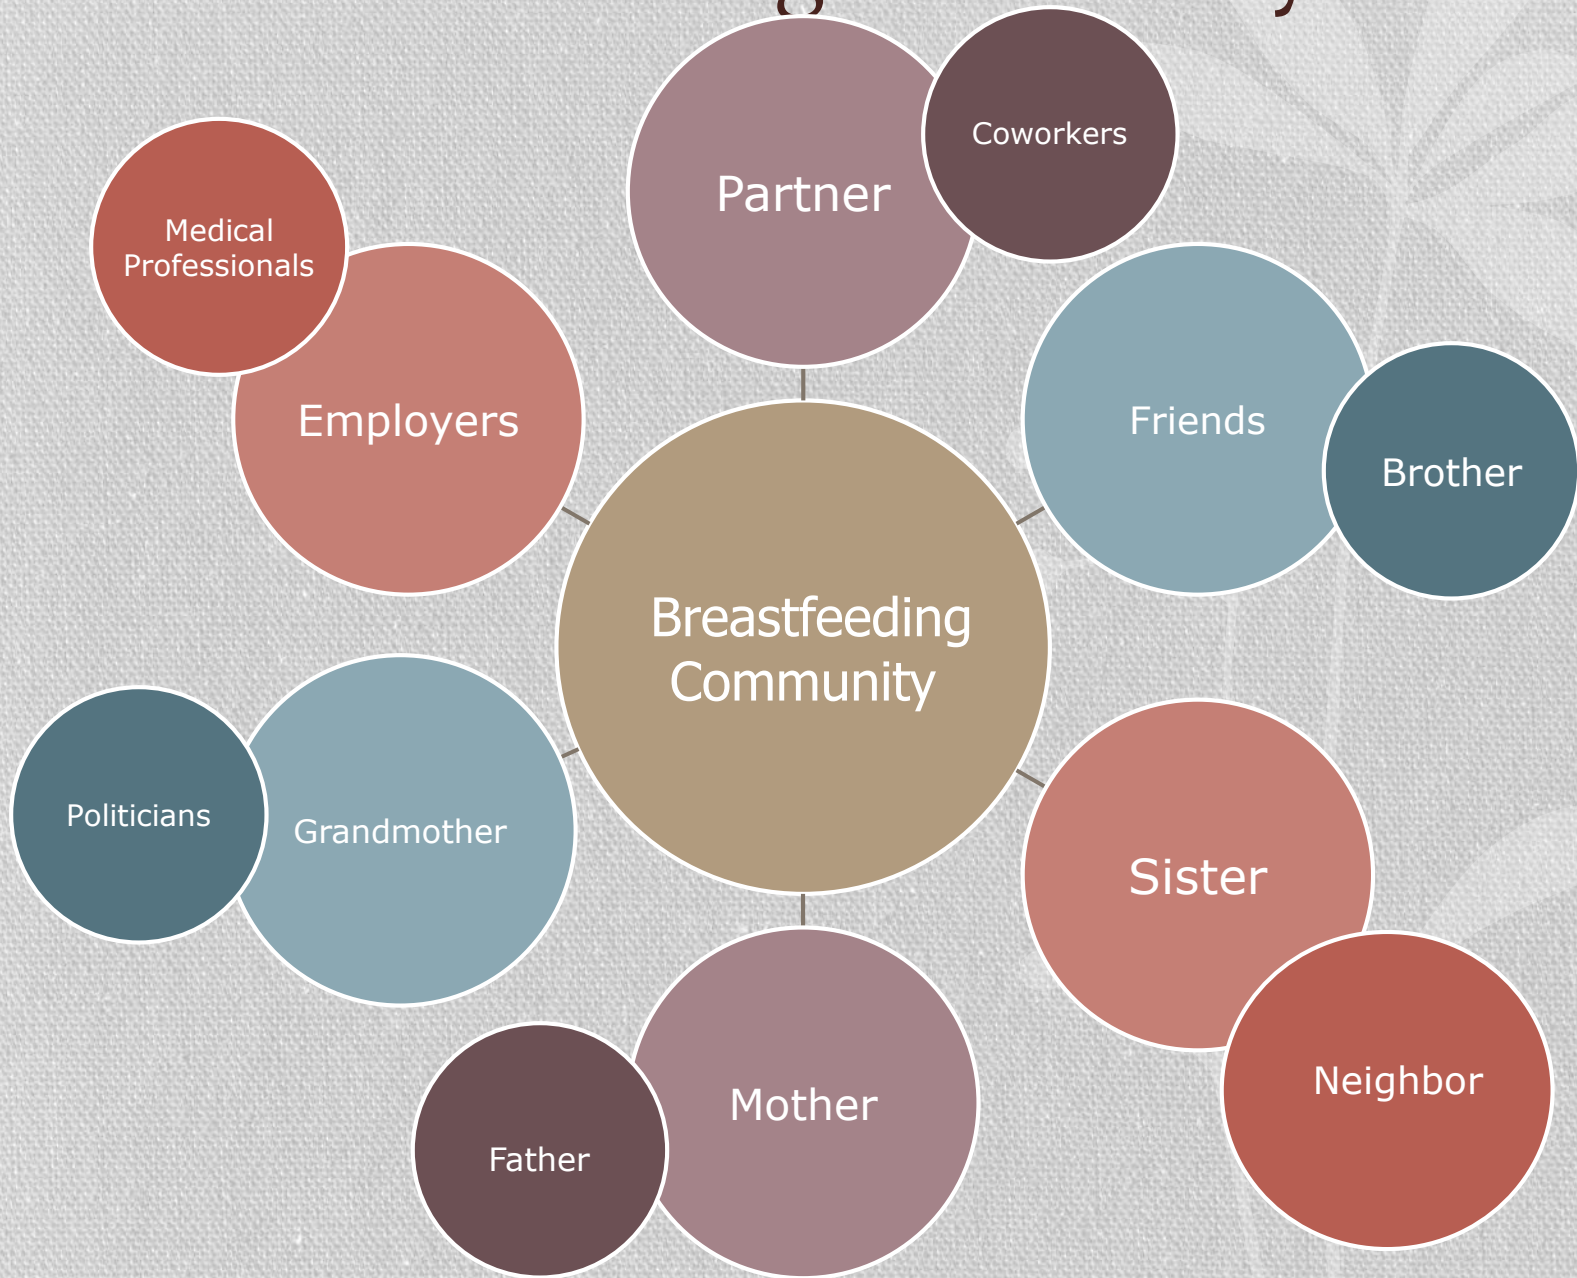 Partner
Coworkers
Medical
Professionals
Employers
Friends
Brother
Breastfeeding
Community
Politicians
Grandmother
Sister
Neighbor
Mother
Father